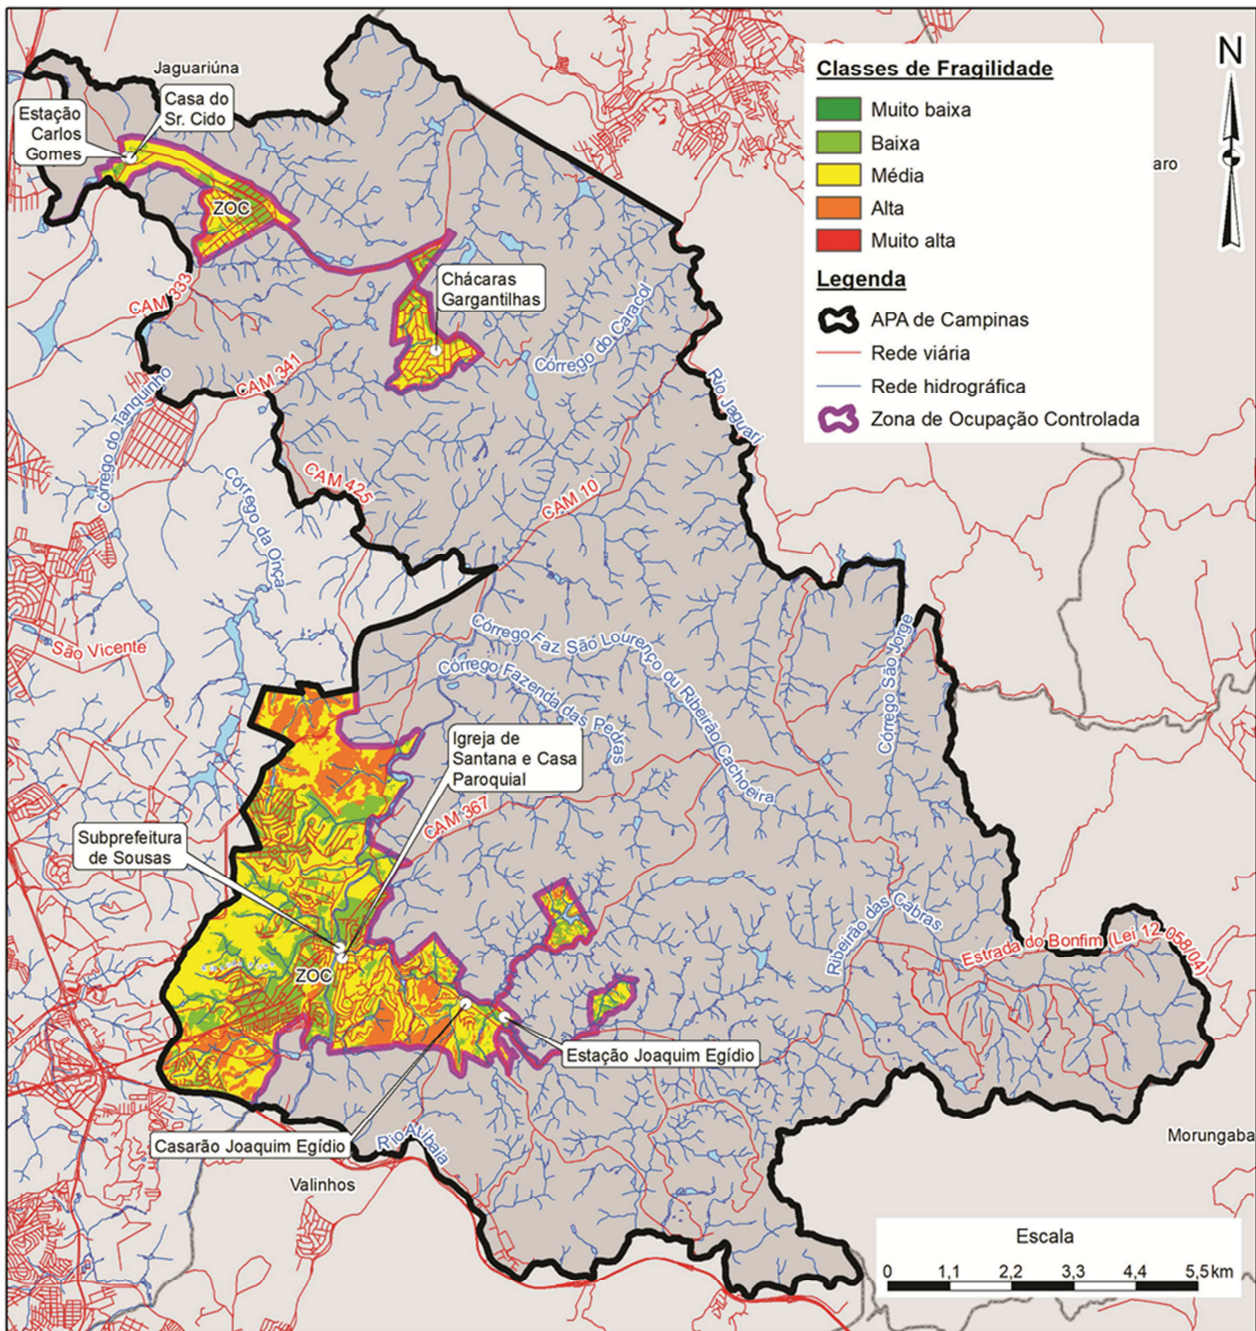 Jaguariúna
Estação
Carlos
Gomes
Casa do
Sr. Cido
ZOC
Chácaras
Gargantilhas
CAM 333
CAM 341
CAM 425
CAM 10
Córrego do Caracol
Rio Jaguari
Córrego do Tanquinho
Córrego da Onça
São Vicente
Córrego Faz São Lourenço ou Ribeirão Cachoeira
Córrego Fazenda das Pedras
Córrego São Jorge
Igreja de
Santana e Casa
Paroquial
CAM 367
Subprefeitura
de Sousas
ZOC
Ribeirão das Cabras
Estrada do Bonfim (Lei 12.058/04)
Estação Joaquim Egídio
Casarão Joaquim Egídio
Rio Atibaia
Valinhos
Morungaba
aro
N
Classes de Fragilidade
Muito baixa
Baixa
Média
Alta
Muito alta
Legenda
APA de Campinas
Rede viária
Rede hidrográfica
Zona de Ocupação Controlada
Escala
0 1,1 2,2 3,3 4,4 5,5 km